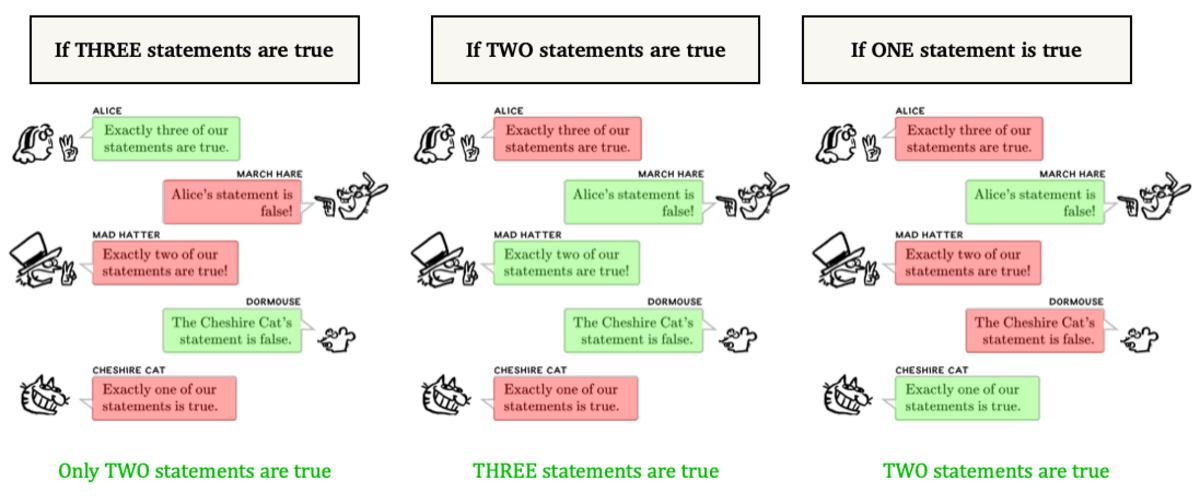 If THREE statements are true
ALICE
Exactly three of our
statements are true.
MARCH HARE
Alice's statement is
false!
MAD HATTER
Exactly two of our
statements are true!
DORMOUSE
The Cheshire Cat's
statement is false.
CHESHIRE CAT
Exactly one of our
statements is true.
Only TWO statements are true
If TWO statements are true
ALICE
Exactly three of our
statements are true.
MARCH HARE
Alice's statement is
false!
MAD HATTER
Exactly two of our
statements are true!
DORMOUSE
The Cheshire Cat's
statement is false.
CHESHIRE CAT
Exactly one of our
statements is true.
THREE statements are true
If ONE statement is true
ALICE
Exactly three of our
statements are true.
MARCH HARE
Alice's statement is
false!
MAD HATTER
Exactly two of our
statements are true!
DORMOUSE
The Cheshire Cat's
statement is false.
CHESHIRE CAT
Exactly one of our
statements is true.
TWO statements are true